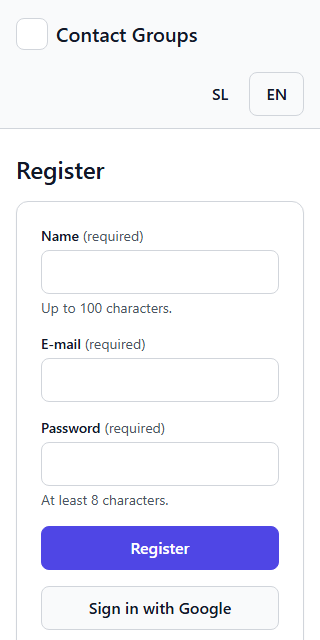 Contact Groups
SL
EN
Register
Name (required)
Up to 100 characters.
E-mail (required)
Password (required)
At least 8 characters.
Register
Sign in with Google